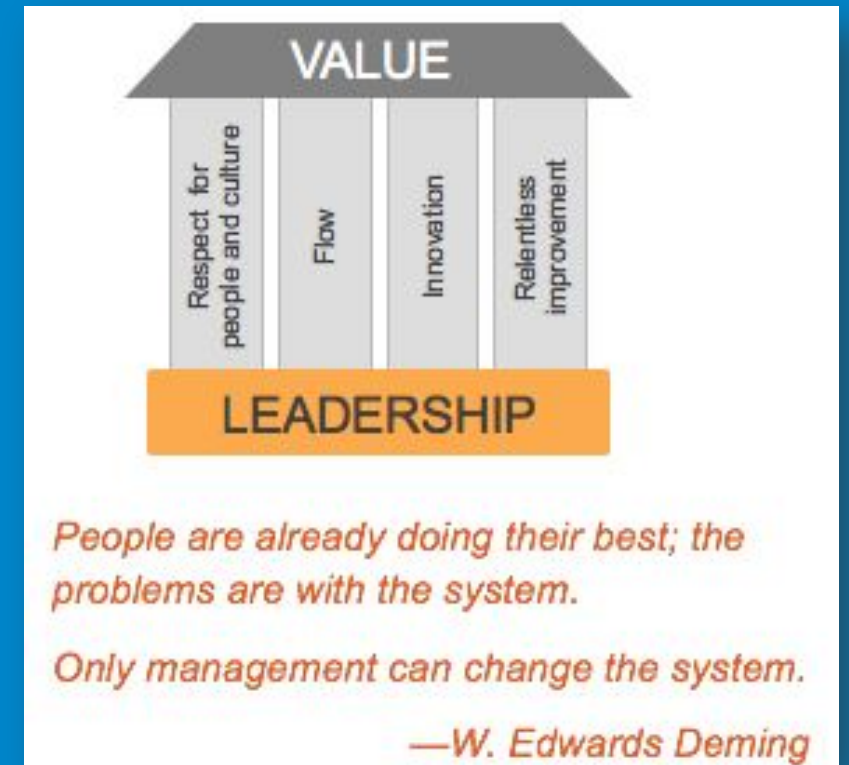 VALUE
Respect for
people and culture
Flow
Innovation
Relentless
improvement
LEADERSHIP
People are already doing their best; the
problems are with the system.
Only management can change the system.
—W. Edwards Deming